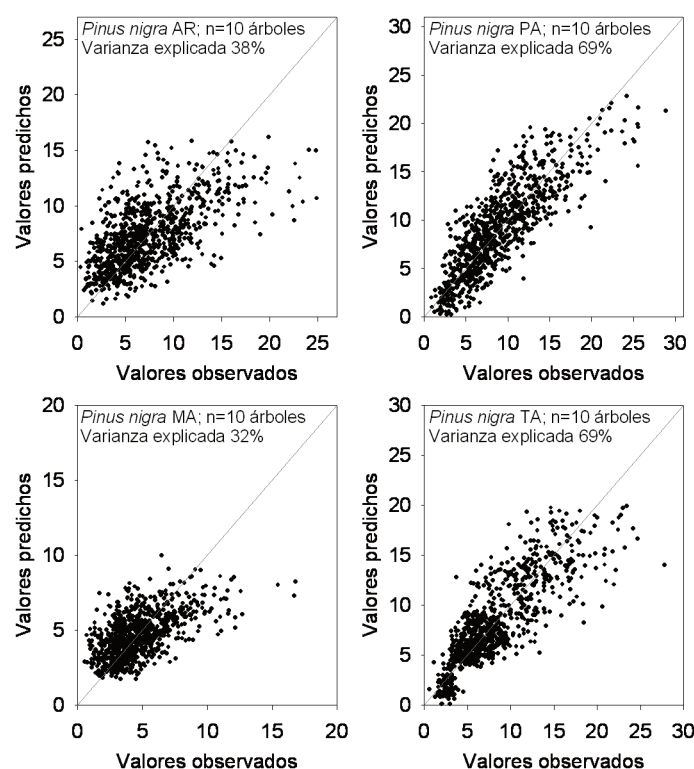 Pinus nigra AR; n=10 árboles
Varianza explicada 38%
Valores predichos
25
20
15
10
5
0
0 5 10 15 20 25
Valores observados
Pinus nigra PA; n=10 árboles
Varianza explicada 69%
Valores predichos
30
25
20
15
10
5
0
0 5 10 15 20 25 30
Valores observados
Pinus nigra MA; n=10 árboles
Varianza explicada 32%
Valores predichos
20
15
10
5
0
0 5 10 15 20
Valores observados
Pinus nigra TA; n=10 árboles
Varianza explicada 69%
Valores predichos
30
25
20
15
10
5
0
0 5 10 15 20 25 30
Valores observados